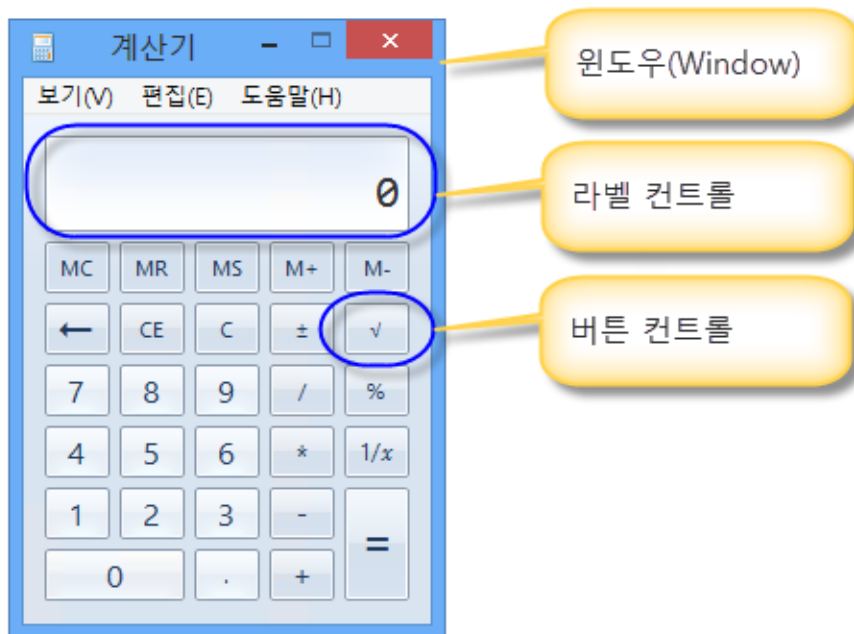 계산기
보기(V) 편집(E) 도움말(H)
0
MC MR MS M+ M-
← CE C ± √
7 8 9 / %
4 5 6 * 1/x
1 2 3 - =
0 . +
윈도우(Window)
라벨 컨트롤
버튼 컨트롤